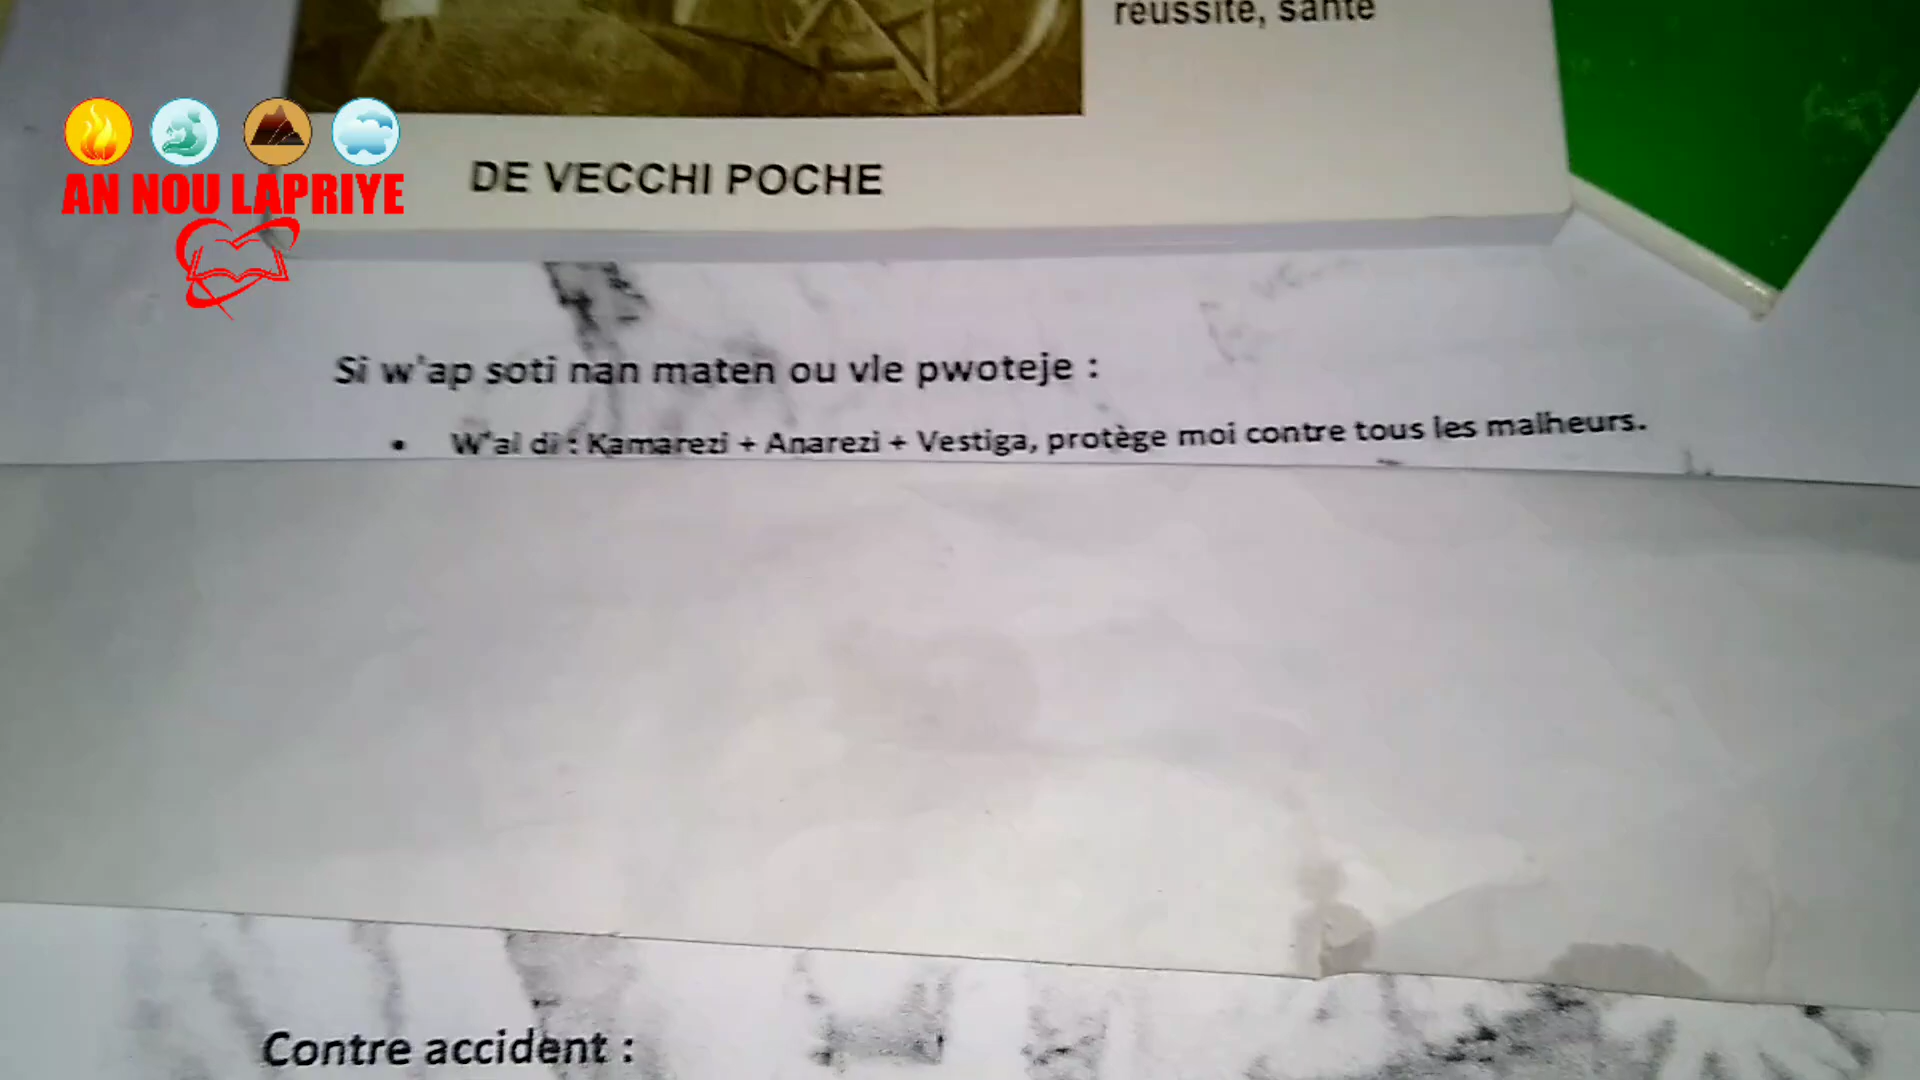 réussite, santé
DE VECCHI POCHE
AN NOU LAPRIYE
Si w'ap soti nan maten ou vle pwoteje :
• W'al di : Kamarezi + Anarezi + Vestiga, protège moi contre tous les malheurs.
Contre accident :